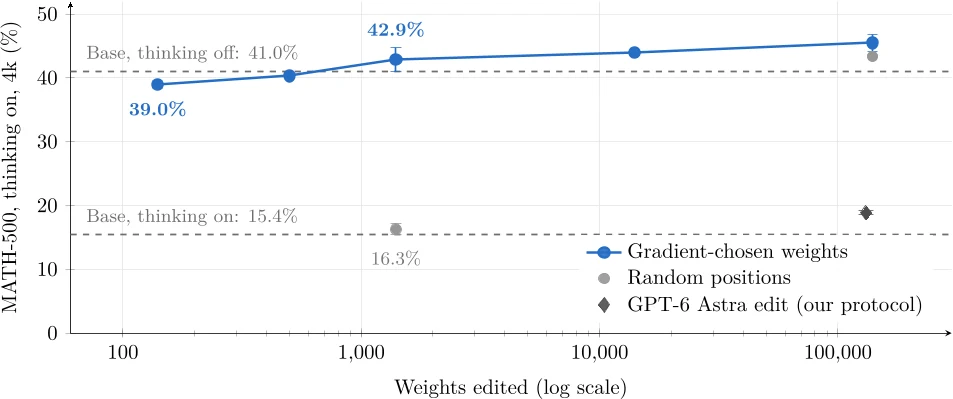 MATH-500, thinking on, 4k (%)
50
40
30
20
10
0
42.9%
Base, thinking off: 41.0%
39.0%
Base, thinking on: 15.4%
16.3%
Gradient-chosen weights
Random positions
GPT-6 Astra edit (our protocol)
100
1,000
10,000
100,000
Weights edited (log scale)